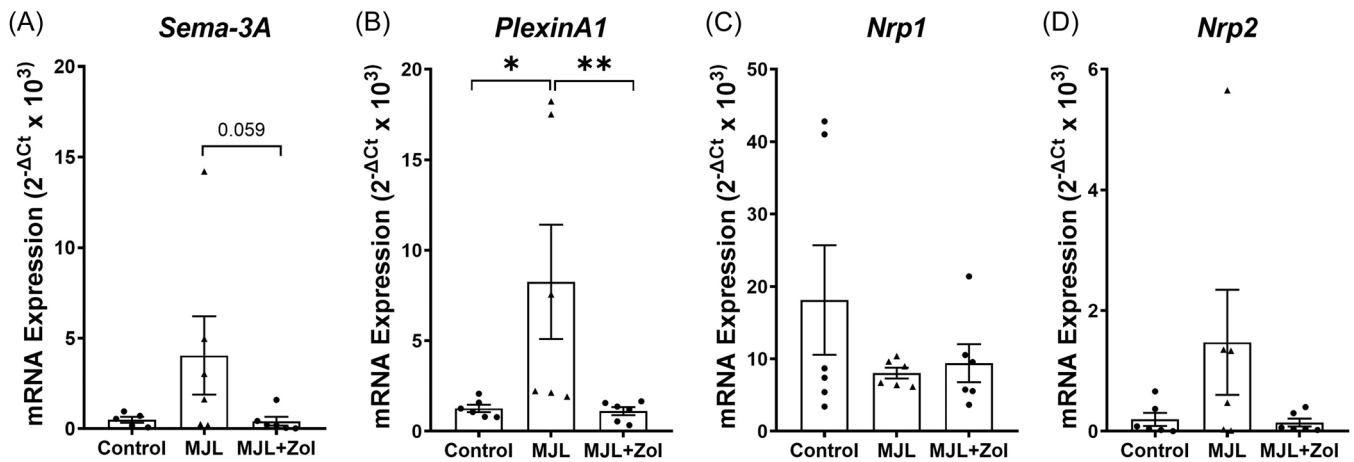 (A) Sema-3A
mRNA Expression (2^-ΔCt x 10^3)
20
15
10
5
0
0.059
Control MJL MJL+Zol
(B) PlexinA1
mRNA Expression (2^-ΔCt x 10^3)
20
15
10
5
0
* **
Control MJL MJL+Zol
(C) Nrp1
mRNA Expression (2^-ΔCt x 10^3)
50
40
30
20
10
0
Control MJL MJL+Zol
(D) Nrp2
mRNA Expression (2^-ΔCt x 10^3)
6
4
2
0
Control MJL MJL+Zol